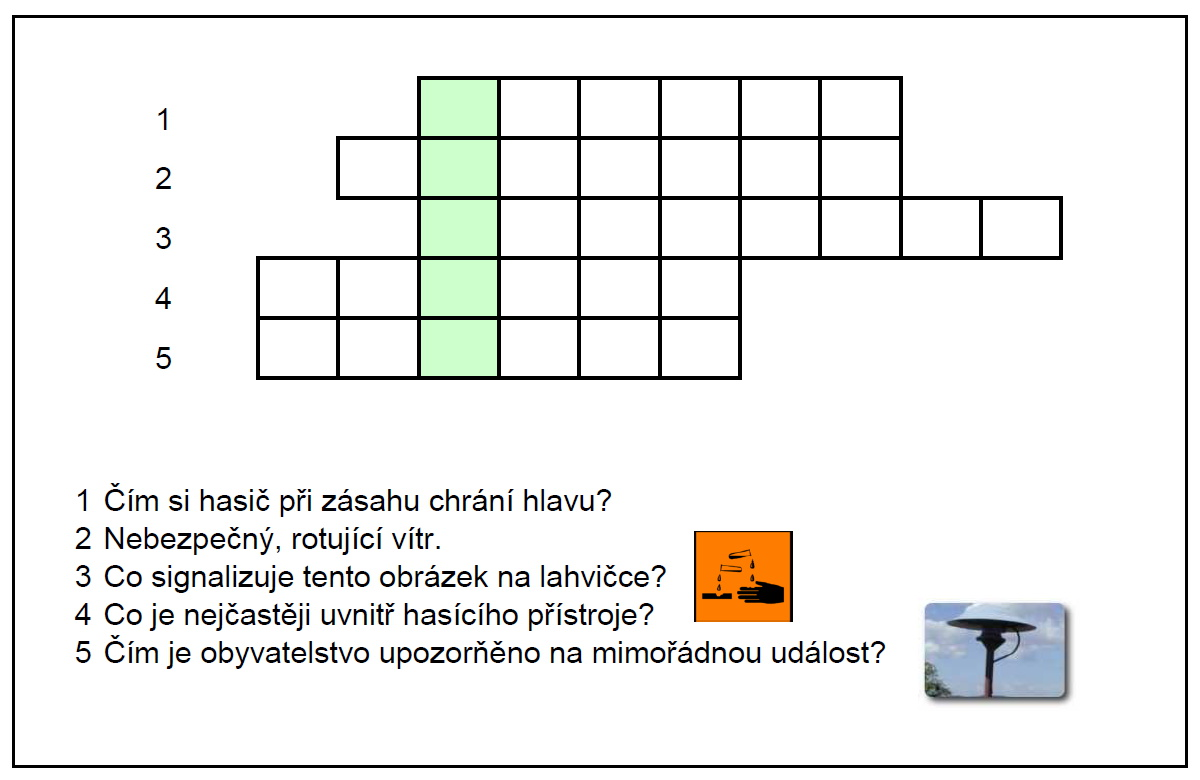 1
2
3
4
5
1 Čím si hasič při zásahu chrání hlavu?
2 Nebezpečný, rotující vítr.
3 Co signalizuje tento obrázek na lahvičce?
4 Co je nejčastěji uvnitř hasícího přístroje?
5 Čím je obyvatelstvo upozorňěno na mimořádnou událost?